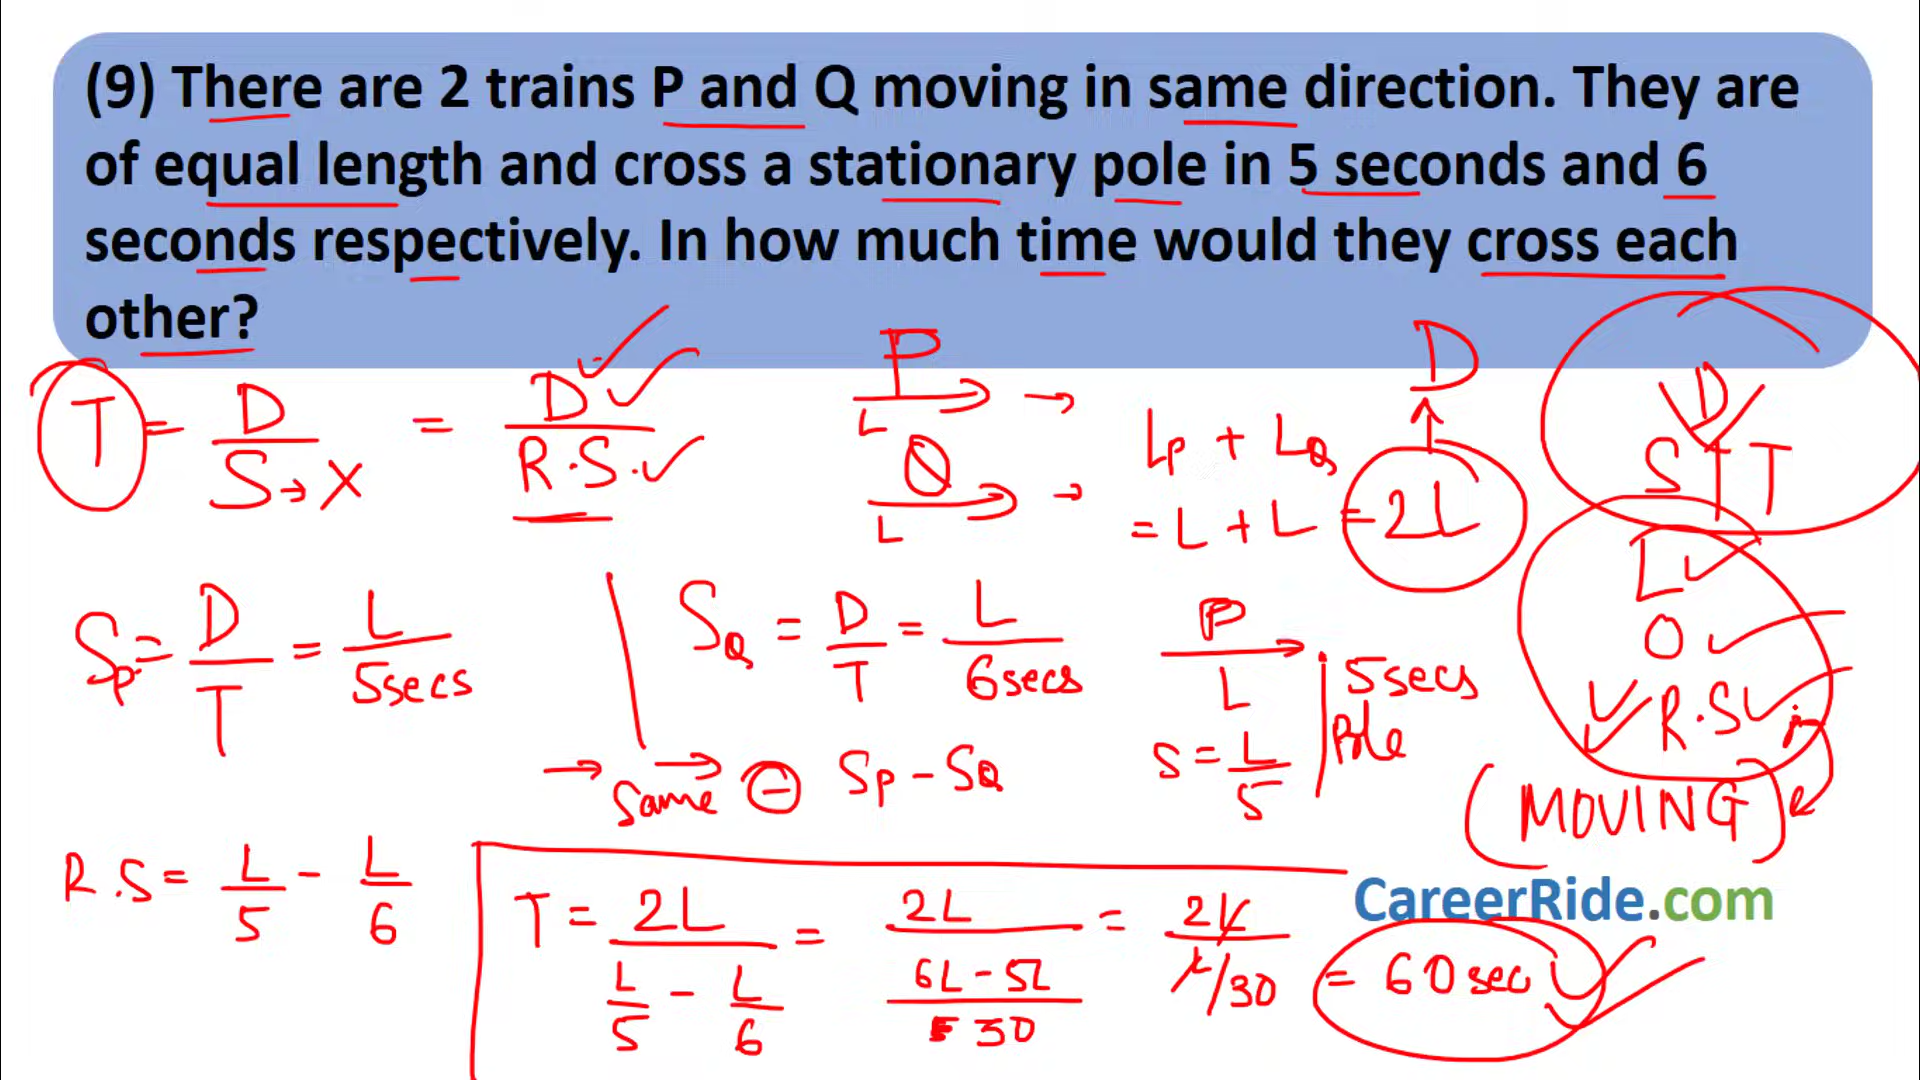 (9) There are 2 trains P and Q moving in same direction. They are
of equal length and cross a stationary pole in 5 seconds and 6
seconds respectively. In how much time would they cross each
other?
T = D/S → X = D/R.S.
P → L
Q → L
LP + LQ
= L + L = 2L
D
D
S T
L
O
R.S
(MOVING)
SP = D/T = L/5secs
SQ = D/T = L/6secs
P
L
S = L/5
5secs
Pole
→ → Same ⊖ SP - SQ
R.S = L/5 - L/6
CareerRide.com
T = 2L/(L/5 - L/6) = 2L/((6L - 5L)/30) = 2L/(L/30) = 60sec